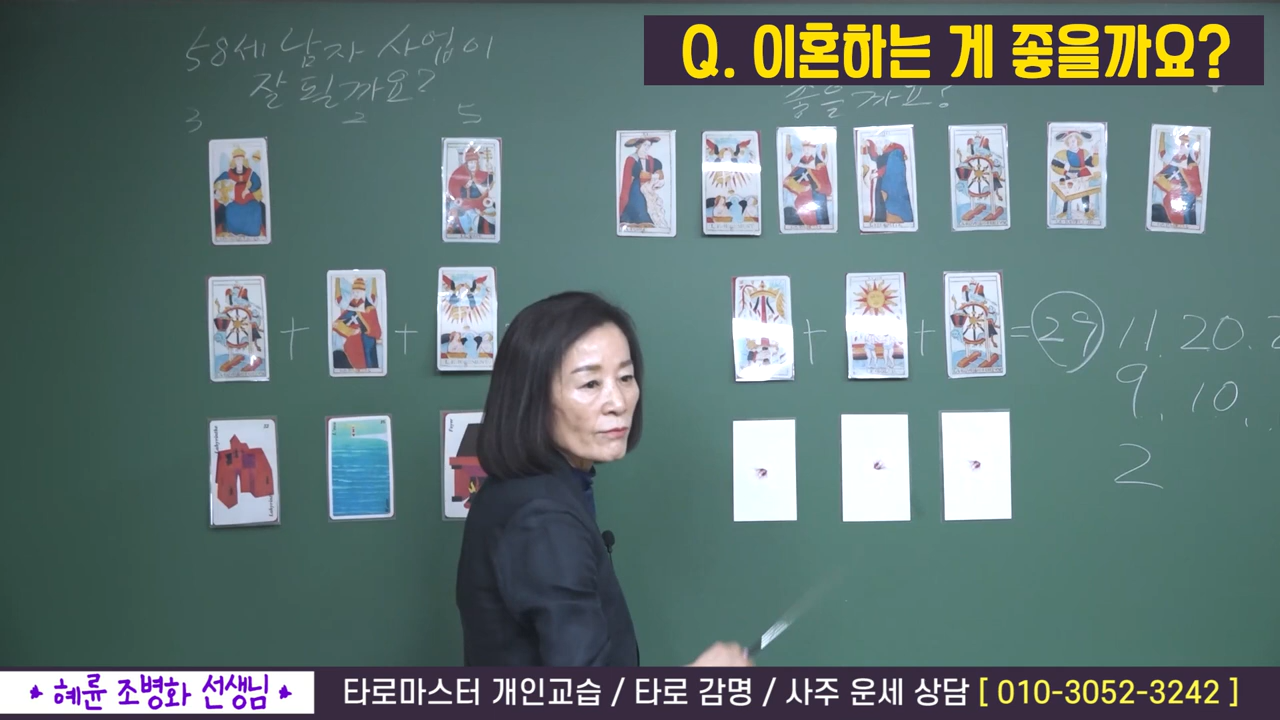 Q. 이혼하는 게 좋을까요?
58세 남자 사업이
잘 될까요?
좋을까요?
3 2 5
+ +
+ + = 29 11. 20.
9. 10.
2
혜륜 조병화 선생님
타로마스터 개인교습 / 타로 감명 / 사주 운세 상담 [ 010-3052-3242 ]